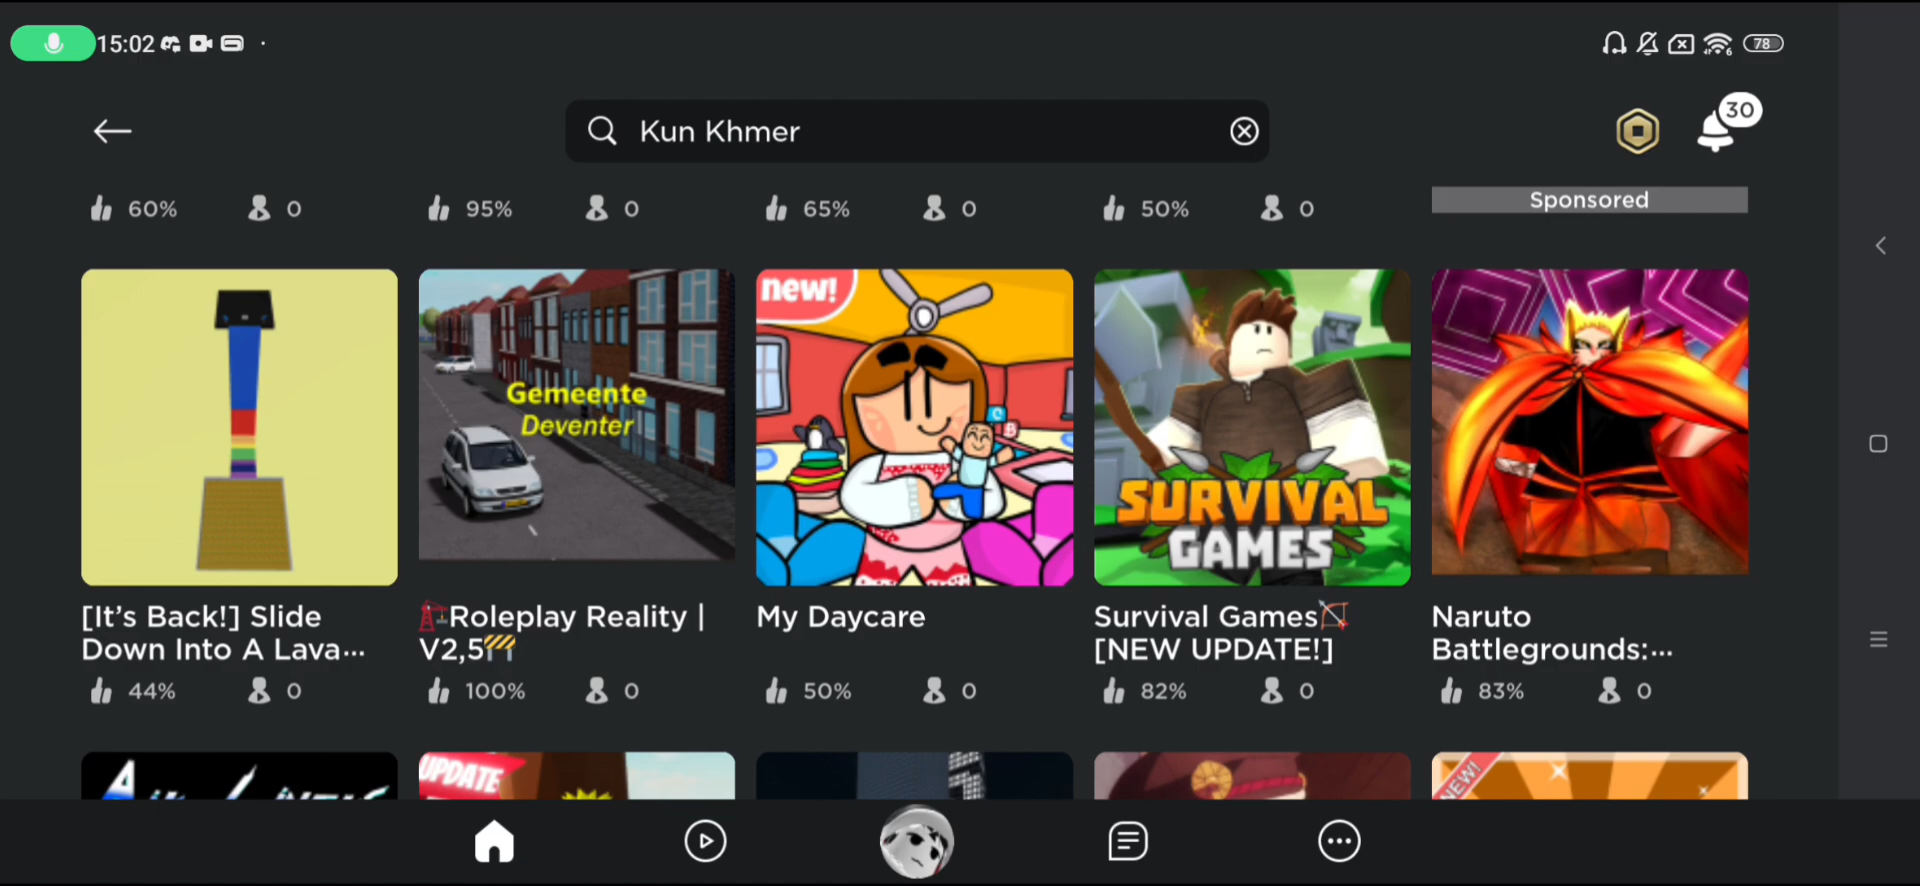 15:02
78
Kun Khmer
30
60% 0
95% 0
65% 0
50% 0
Sponsored
Gemeente
Deventer
new!
SURVIVAL
GAMES
[It’s Back!] Slide
Down Into A Lava...
44% 0
🏗️Roleplay Reality |
V2,5🚧
100% 0
My Daycare
50% 0
Survival Games🏹
[NEW UPDATE!]
82% 0
Naruto
Battlegrounds:...
83% 0
UPDATE
NEW!